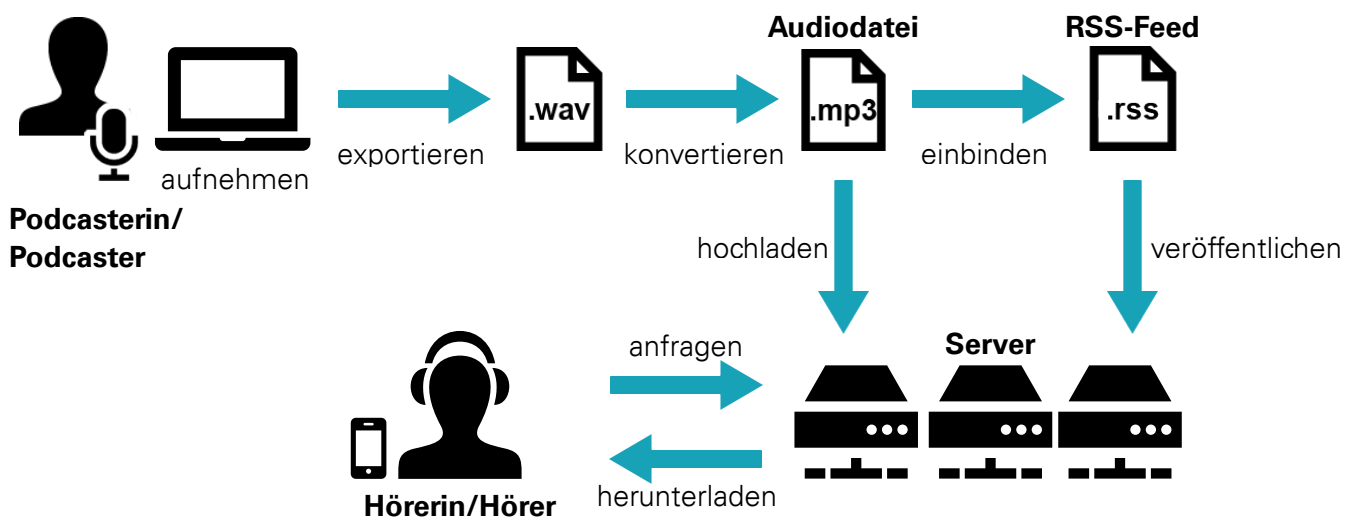 Audiodatei
RSS-Feed
.wav
.mp3
.rss
aufnehmen
exportieren
konvertieren
einbinden
Podcasterin/
Podcaster
hochladen
veröffentlichen
anfragen
Server
herunterladen
Hörerin/Hörer